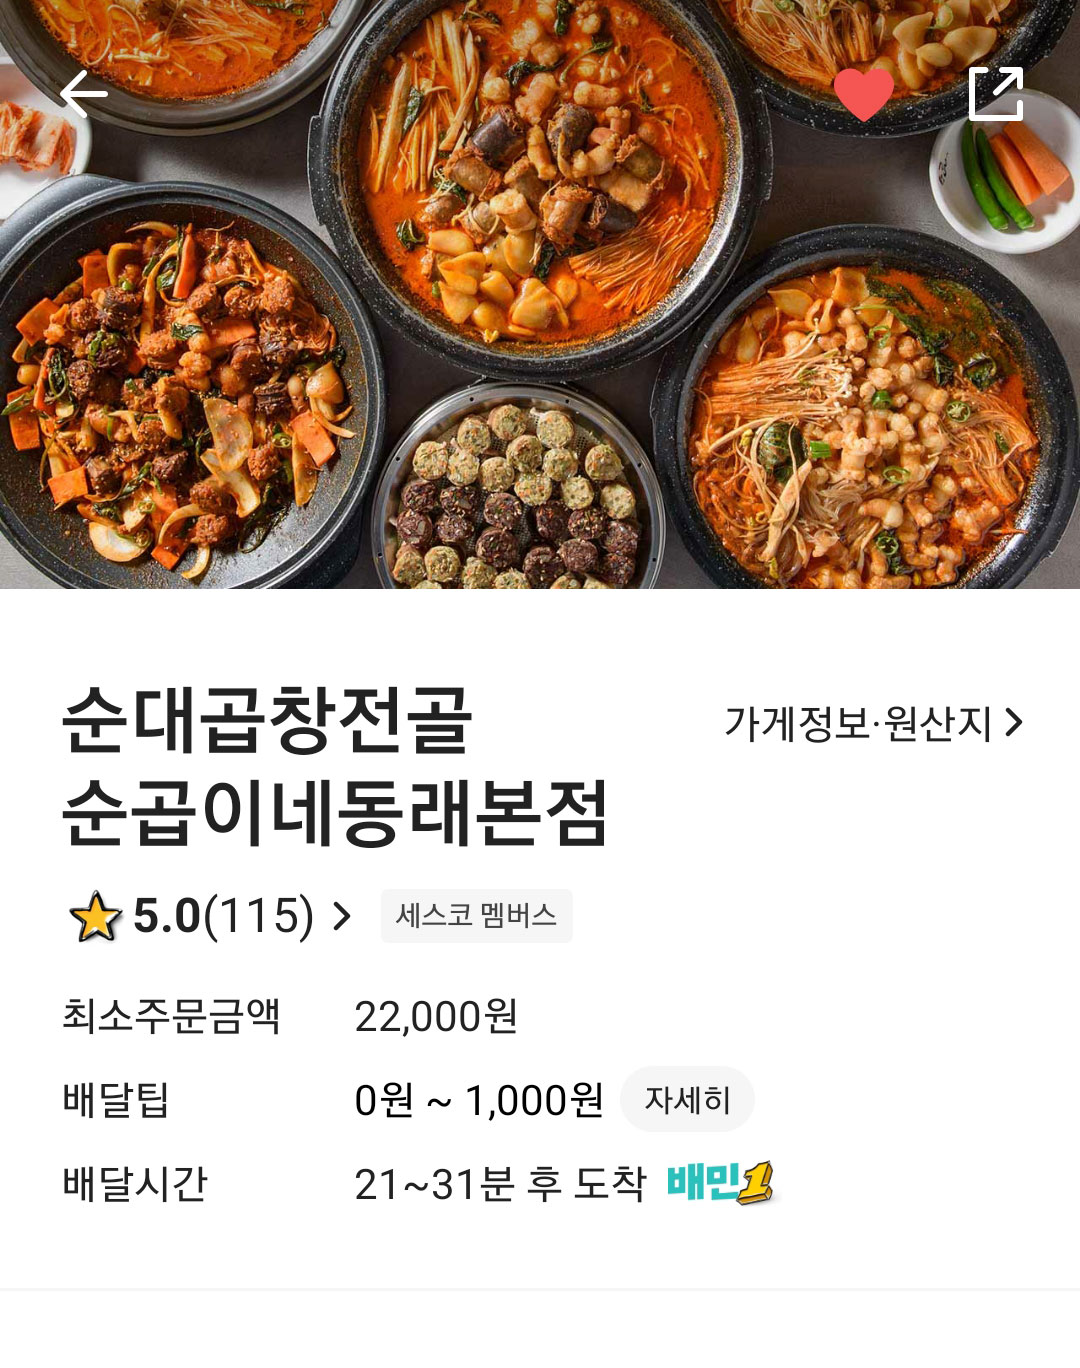 순대곱창전골
순곱이네동래본점
가게정보·원산지
5.0(115) 세스코 멤버스
최소주문금액 22,000원
배달팁 0원 ~ 1,000원 자세히
배달시간 21~31분 후 도착 배민1